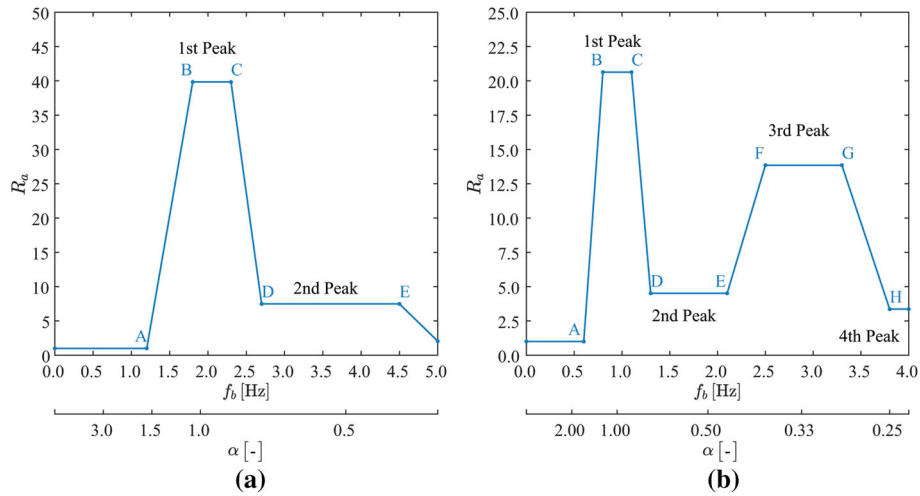 50
45
40
35
30
25
20
15
10
5
0
R_a
1st Peak
B C
A
D
2nd Peak
E
0.0 0.5 1.0 1.5 2.0 2.5 3.0 3.5 4.0 4.5 5.0
f_b [Hz]
3.0 1.5 1.0 0.5
α [-]
(a)
25.0
22.5
20.0
17.5
15.0
12.5
10.0
7.5
5.0
2.5
0.0
R_a
1st Peak
B C
3rd Peak
F G
A
D E
2nd Peak
H
4th Peak
0.0 0.5 1.0 1.5 2.0 2.5 3.0 3.5 4.0
f_b [Hz]
2.00 1.00 0.50 0.33 0.25
α [-]
(b)